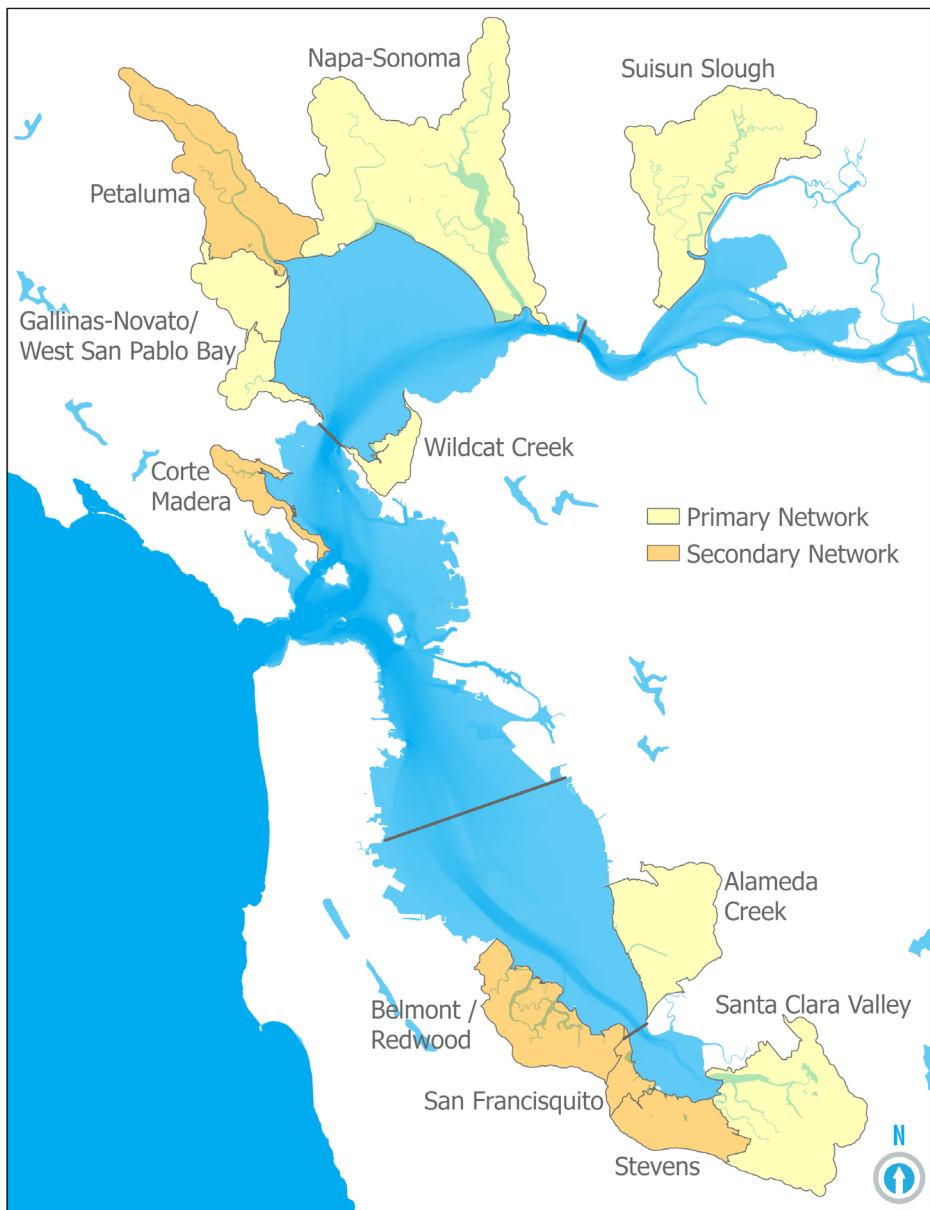 Napa-Sonoma
Suisun Slough
Petaluma
Gallinas-Novato/
West San Pablo Bay
Wildcat Creek
Corte
Madera
Primary Network
Secondary Network
Alameda
Creek
Belmont /
Redwood
Santa Clara Valley
San Francisquito
Stevens
N